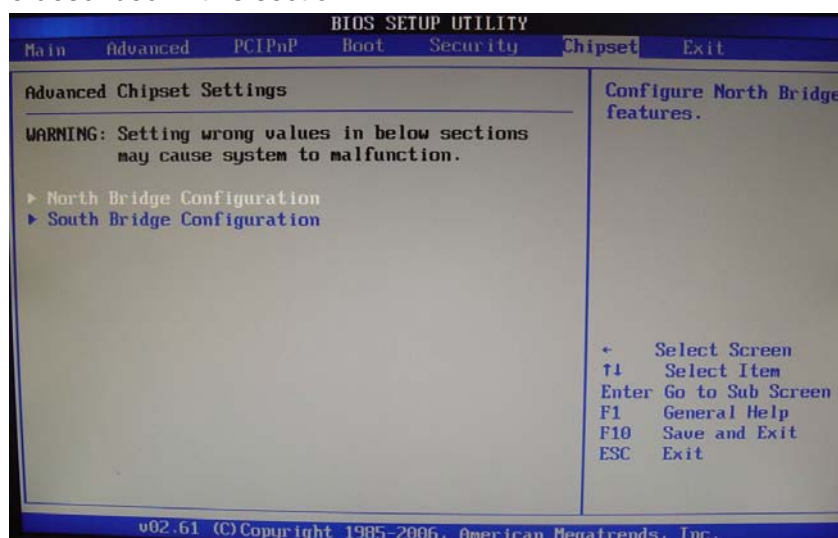 BIOS SETUP UTILITY
Main Advanced PCIPnP Boot Security Chipset Exit
Advanced Chipset Settings
WARNING: Setting wrong values in below sections
may cause system to malfunction.
▶ North Bridge Configuration
▶ South Bridge Configuration
Configure North Bridge
features.
← Select Screen
↑↓ Select Item
Enter Go to Sub Screen
F1 General Help
F10 Save and Exit
ESC Exit
v02.61 (C)Copyright 1985-2006, American Megatrends, Inc.